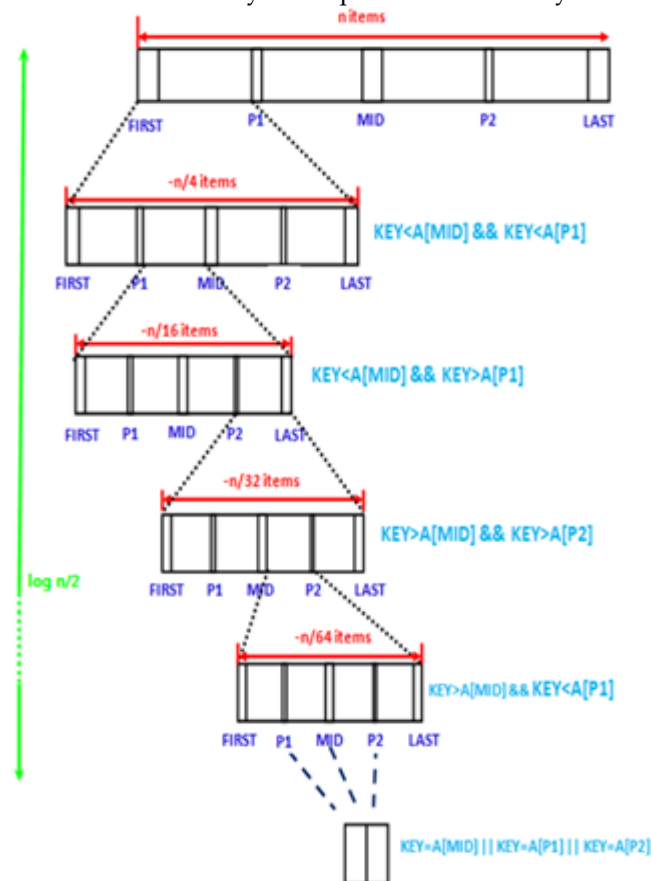 n items
FIRST P1 MID P2 LAST
-n/4 items
KEY<A[MID] && KEY<A[P1]
FIRST P1 MID P2 LAST
-n/16 items
KEY<A[MID] && KEY>A[P1]
FIRST P1 MID P2 LAST
-n/32 items
KEY>A[MID] && KEY>A[P2]
log n/2
FIRST P1 MID P2 LAST
-n/64 items
KEY>A[MID] && KEY<A[P1]
FIRST P1 MID P2 LAST
KEY=A[MID] || KEY=A[P1] || KEY=A[P2]